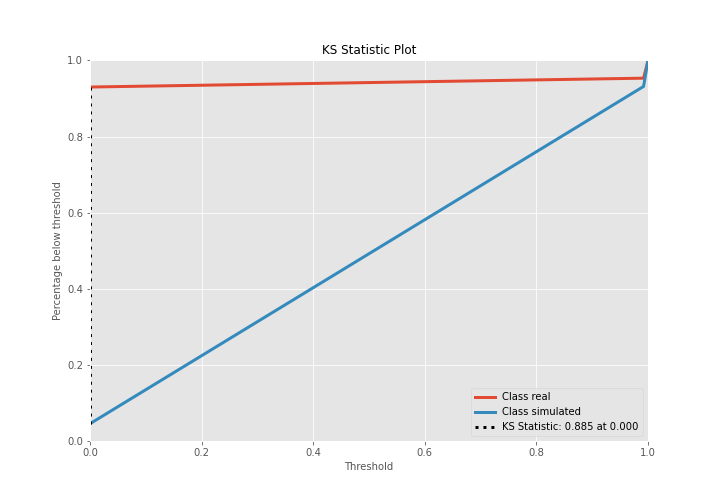 KS Statistic Plot
1.0
0.8
0.6
0.4
0.2
0.0
Percentage below threshold
Class real
Class simulated
KS Statistic: 0.885 at 0.000
0.0 0.2 0.4 0.6 0.8 1.0
Threshold